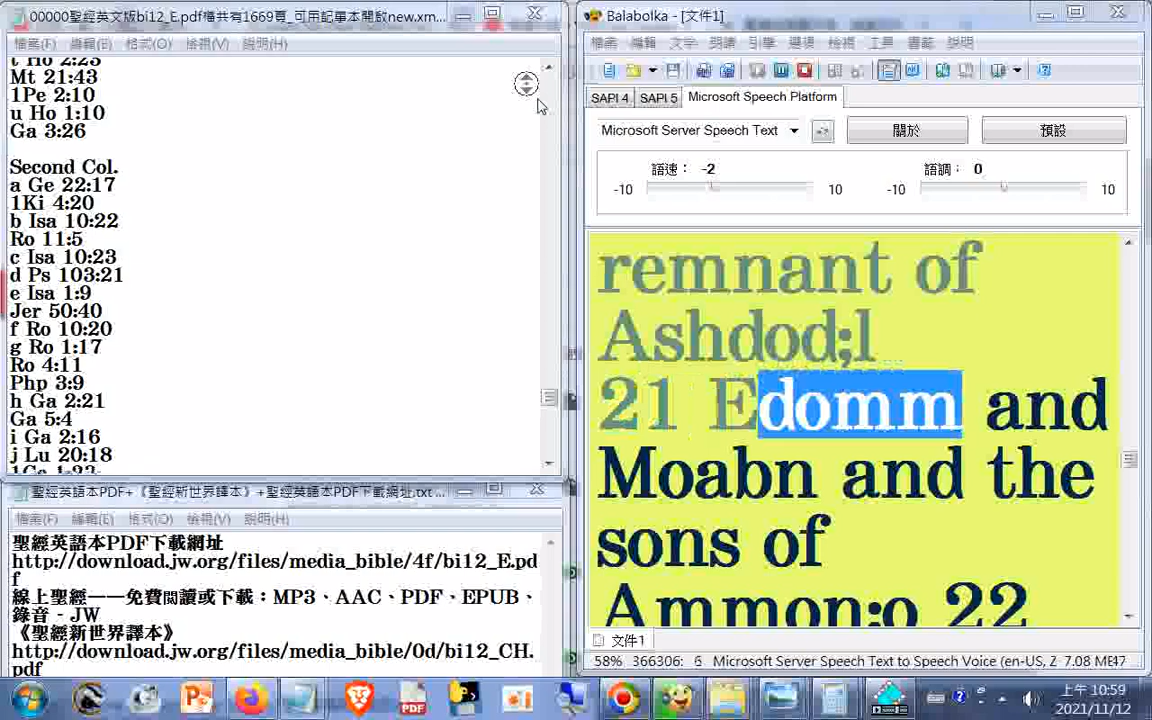 00000聖經英文版bi12_E.pdf檔共有1669頁_可用記事本開啟new.xm...
檔案(F) 編輯(E) 格式(O) 檢視(V) 說明(H)
t Ho 2:23
Mt 21:43
1Pe 2:10
u Ho 1:10
Ga 3:26
Second Col.
a Ge 22:17
1Ki 4:20
b Isa 10:22
Ro 11:5
c Isa 10:23
d Ps 103:21
e Isa 1:9
Jer 50:40
f Ro 10:20
g Ro 1:17
Ro 4:11
Php 3:9
h Ga 2:21
Ga 5:4
i Ga 2:16
j Lu 20:18
聖經英語本PDF+《聖經新世界譯本》+聖經英語本PDF下載網址.txt ...
檔案(F) 編輯(E) 格式(O) 檢視(V) 說明(H)
聖經英語本PDF下載網址
http://download.jw.org/files/media_bible/4f/bi12_E.pd
f
線上聖經——免費閱讀或下載：MP3、AAC、PDF、EPUB、
錄音 - JW
《聖經新世界譯本》
http://download.jw.org/files/media_bible/0d/bi12_CH.
pdf
Balabolka - [文件1]
檔案 編輯 文字 朗讀 引擎 選項 檢視 工具 書籤 說明
SAPI 4 SAPI 5 Microsoft Speech Platform
Microsoft Server Speech Text 關於 預設
語速： -2 語調： 0
-10 10 -10 10
remnant of
Ashdod;l
21 Edomm and
Moabn and the
sons of
Ammon;o 22
文件1
58% 366306: 6 Microsoft Server Speech Text to Speech Voice (en-US, Z 7.08 ME47
PDF
上午 10:59
2021/11/12